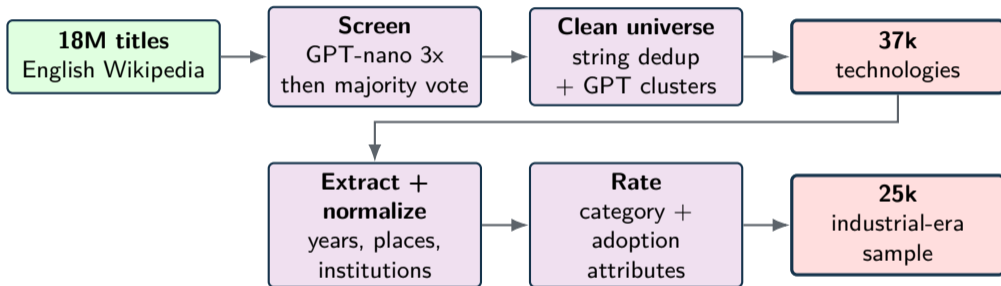 18M titles
English Wikipedia
Screen
GPT-nano 3x
then majority vote
Clean universe
string dedup
+ GPT clusters
37k
technologies
Extract +
normalize
years, places,
institutions
Rate
category +
adoption
attributes
25k
industrial-era
sample